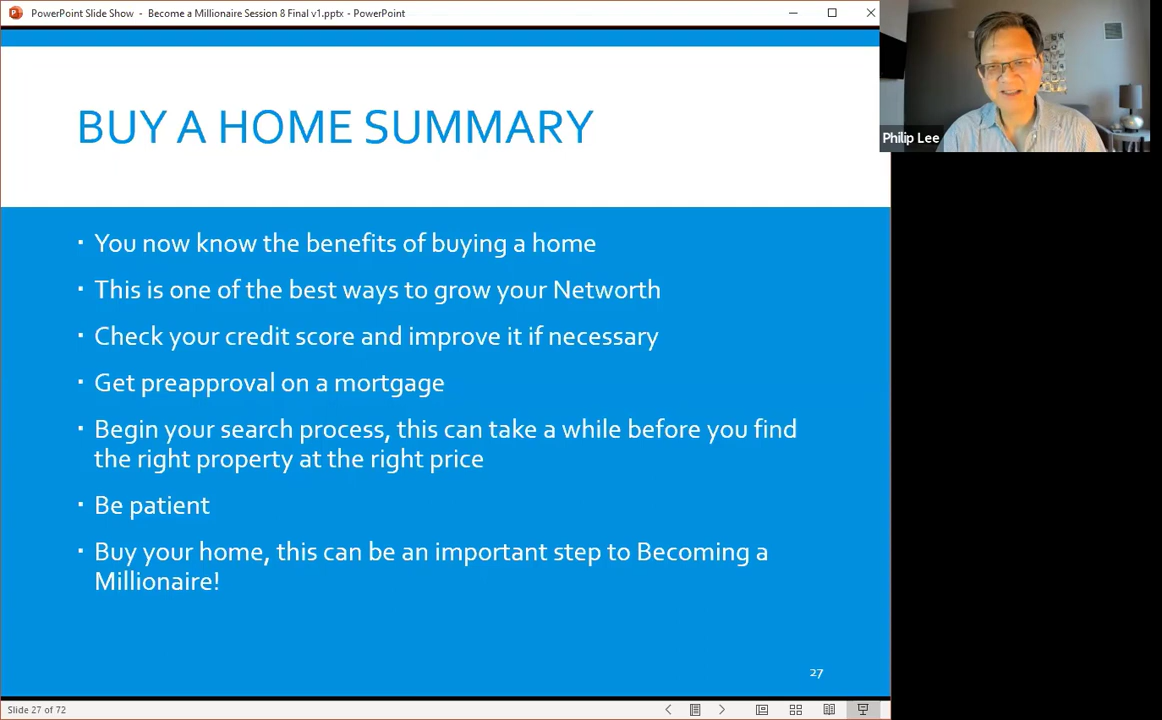 PowerPoint Slide Show - Become a Millionaire Session 8 Final v1.pptx - PowerPoint
Philip Lee
BUY A HOME SUMMARY
▪ You now know the benefits of buying a home
▪ This is one of the best ways to grow your Networth
▪ Check your credit score and improve it if necessary
▪ Get preapproval on a mortgage
▪ Begin your search process, this can take a while before you find
the right property at the right price
▪ Be patient
▪ Buy your home, this can be an important step to Becoming a
Millionaire!
27
Slide 27 of 72